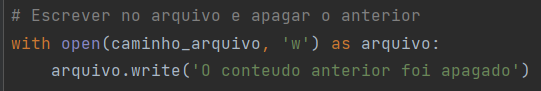 # Escrever no arquivo e apagar o anterior
with open(caminho_arquivo, 'w') as arquivo:
    arquivo.write('O conteudo anterior foi apagado')